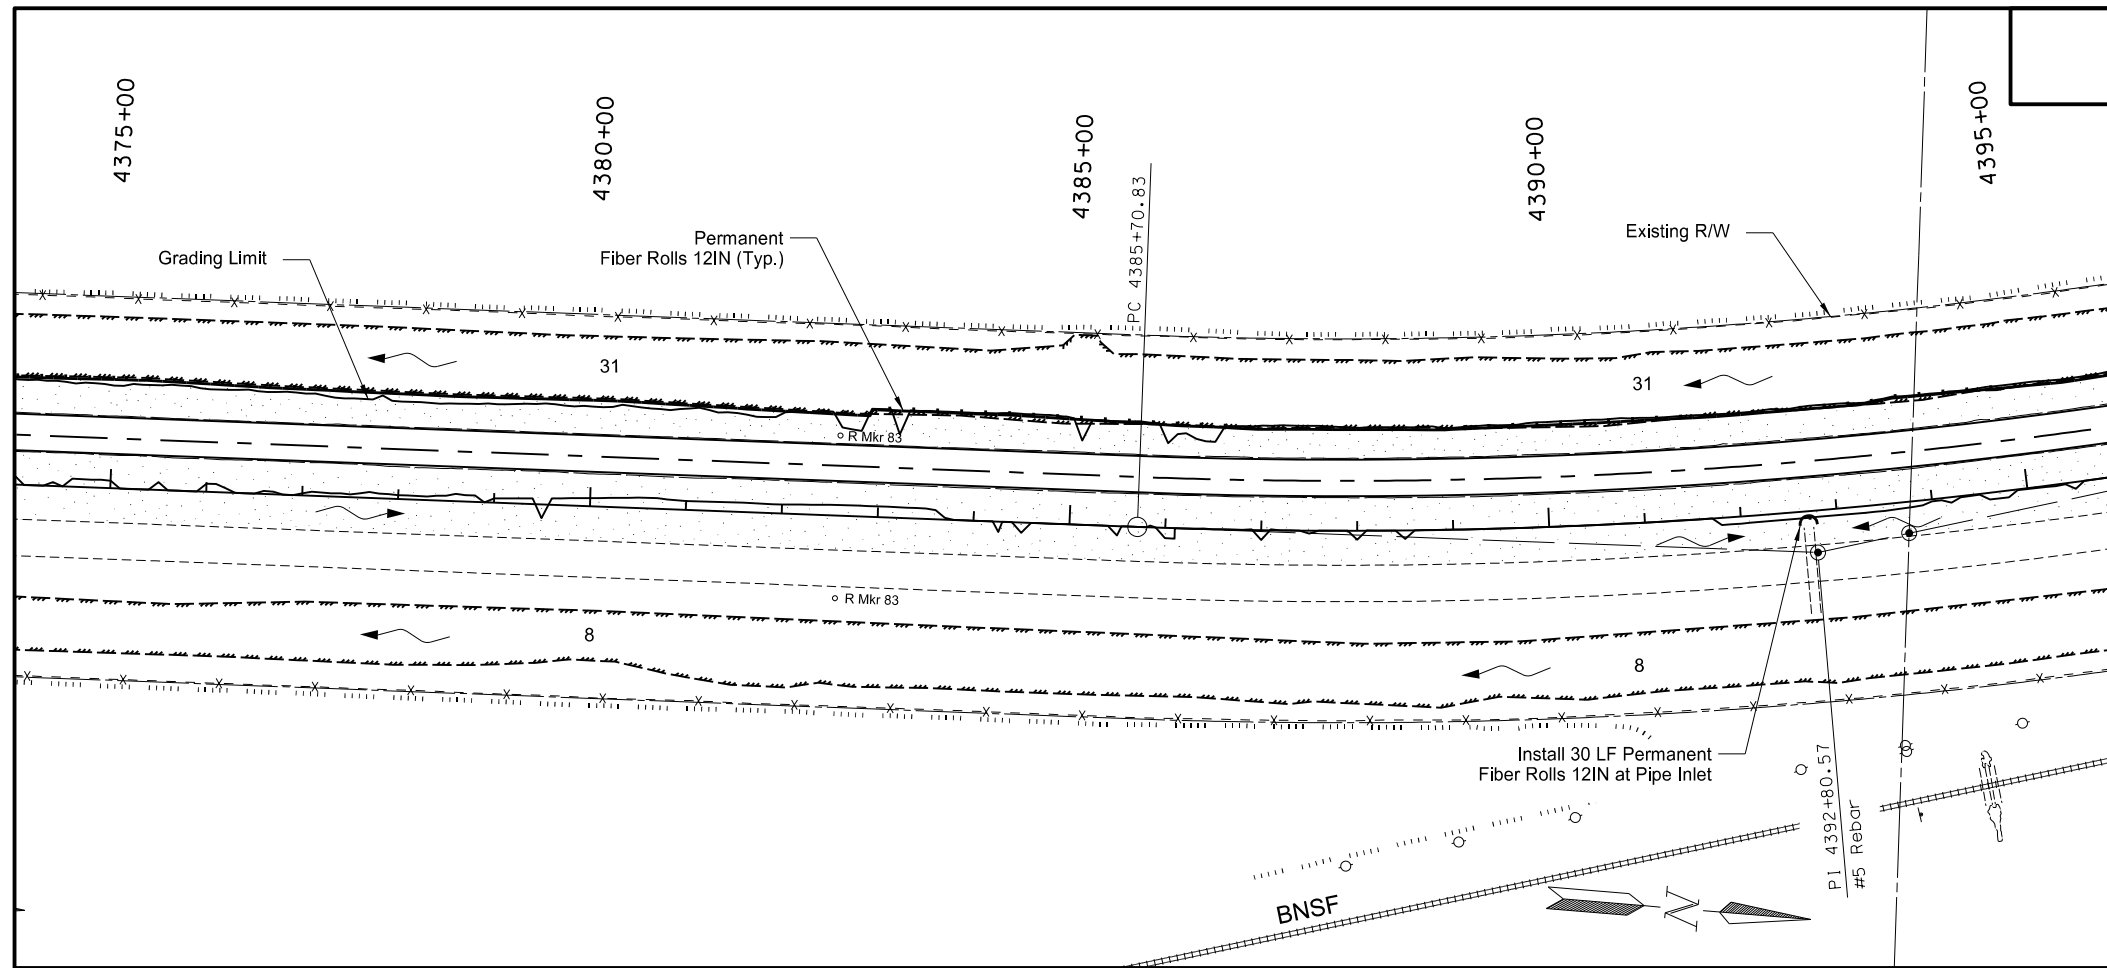 4375+00
4380+00
4385+00
4390+00
4395+00
PC 4385+70.83
Grading Limit
Permanent
Fiber Rolls 12IN (Typ.)
Existing R/W
31
31
R Mkr 83
R Mkr 83
8
8
Install 30 LF Permanent
Fiber Rolls 12IN at Pipe Inlet
PI 4392+80.57
#5 Rebar
BNSF
N